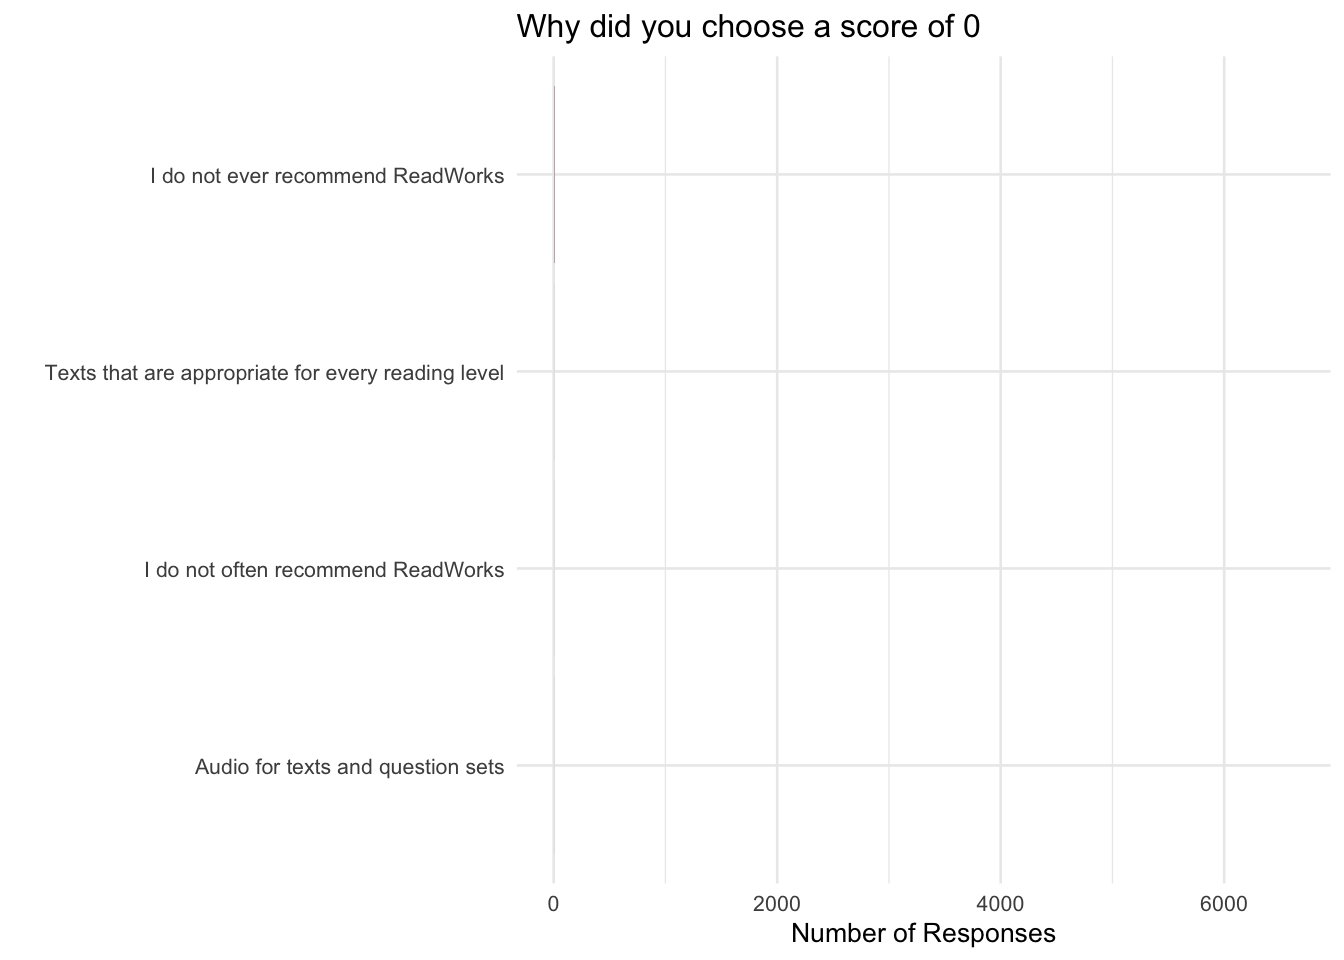 Why did you choose a score of 0
I do not ever recommend ReadWorks
Texts that are appropriate for every reading level
I do not often recommend ReadWorks
Audio for texts and question sets
0 2000 4000 6000
Number of Responses